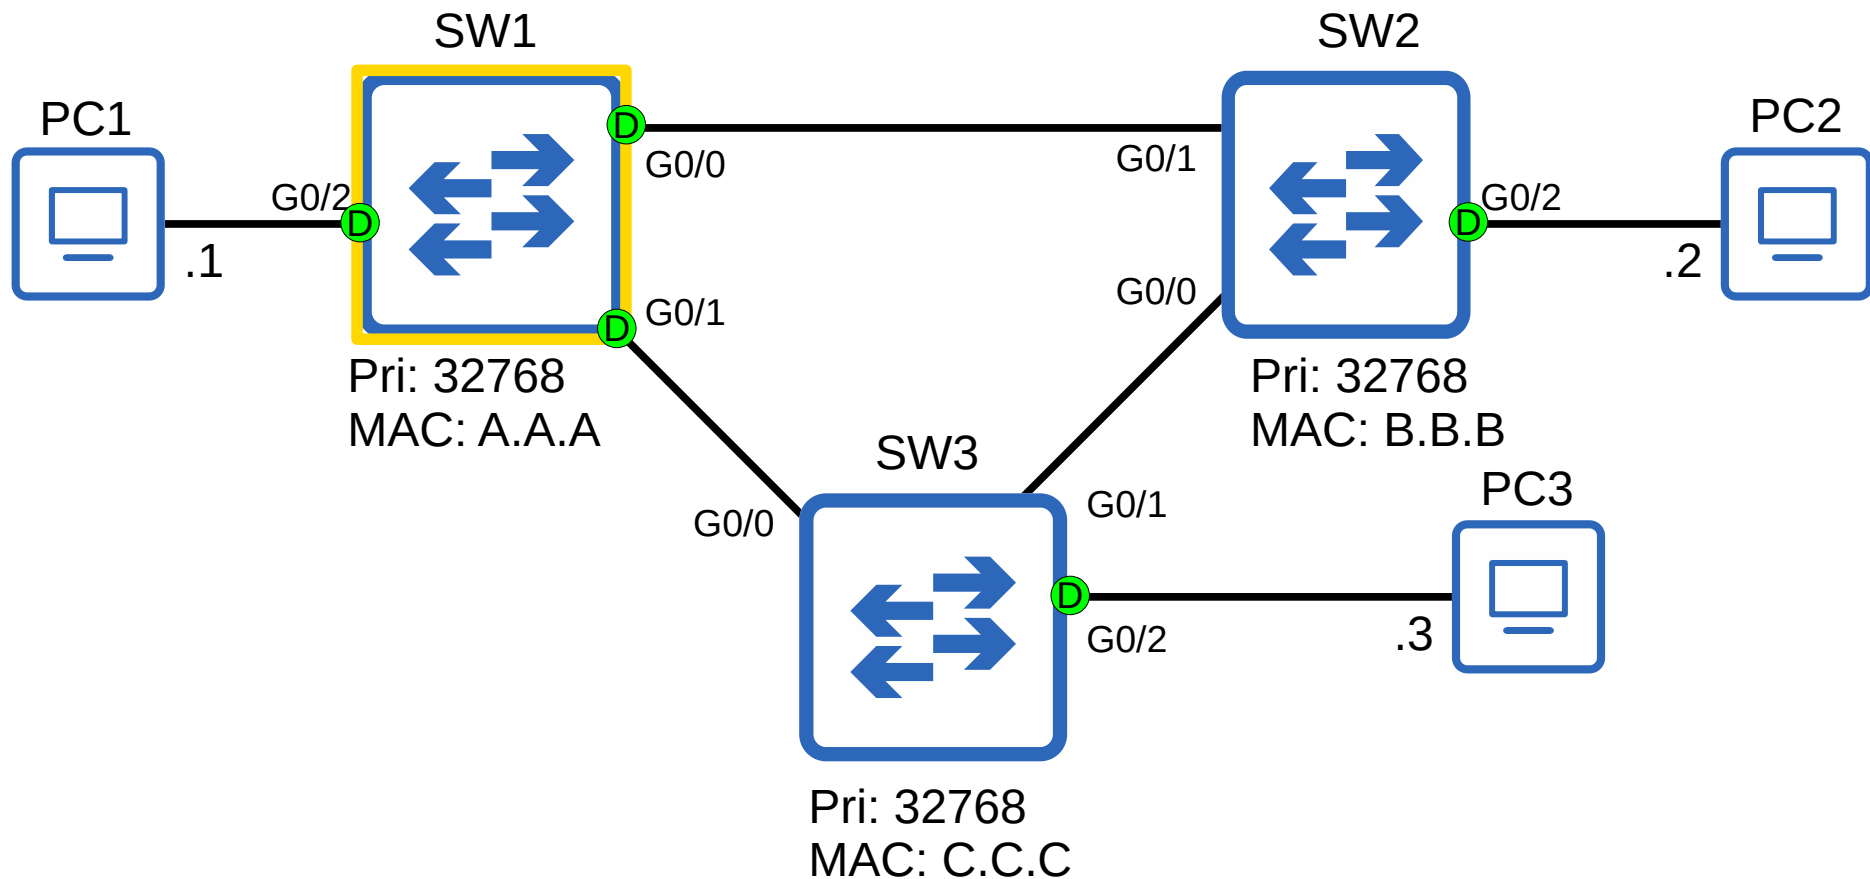 SW1
SW2
PC1
PC2
D
G0/0
G0/1
G0/2
D
D
G0/2
.1
.2
G0/0
G0/1
D
Pri: 32768
MAC: A.A.A
Pri: 32768
MAC: B.B.B
SW3
PC3
G0/0
G0/1
D
G0/2
.3
Pri: 32768
MAC: C.C.C